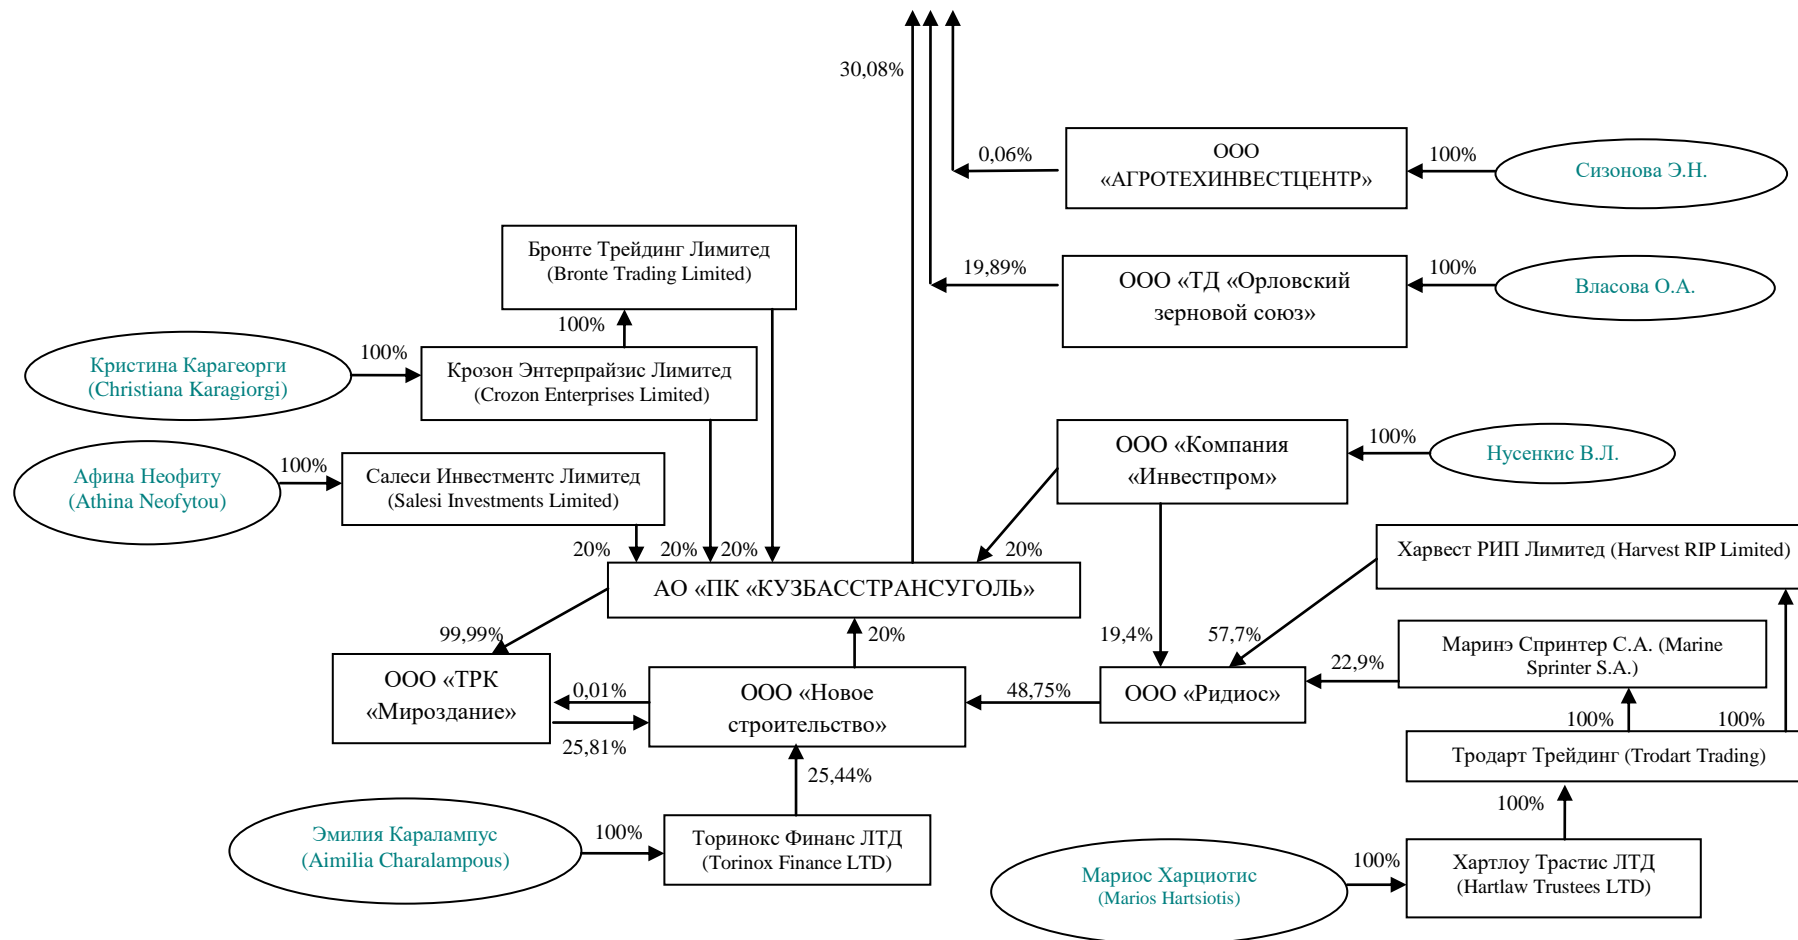 30,08%
0,06%
ООО
«АГРОТЕХИНВЕСТЦЕНТР»
100%
Сизонова Э.Н.
19,89%
ООО «ТД «Орловский
зерновой союз»
100%
Власова О.А.
Бронте Трейдинг Лимитед
(Bronte Trading Limited)
100%
Кристина Карагеорги
(Christiana Karagiorgi)
100%
Крозон Энтерпрайзис Лимитед
(Crozon Enterprises Limited)
Афина Неофиту
(Athina Neofytou)
100%
Салеси Инвестментс Лимитед
(Salesi Investments Limited)
ООО «Компания
«Инвестпром»
100%
Нусенкис В.Л.
20%
20%
20%
20%
Харвест РИП Лимитед (Harvest RIP Limited)
АО «ПК «КУЗБАССТРАНСУГОЛЬ»
99,99%
20%
19,4%
57,7%
Маринэ Спринтер С.А. (Marine
Sprinter S.A.)
22,9%
ООО «ТРК
«Мироздание»
0,01%
25,81%
ООО «Новое
строительство»
48,75%
ООО «Ридиос»
100%
100%
Тродарт Трейдинг (Trodart Trading)
25,44%
100%
Эмилия Каралампус
(Aimilia Charalampous)
100%
Торинокс Финанс ЛТД
(Torinox Finance LTD)
Мариос Харциотис
(Marios Hartsiotis)
100%
Хартлоу Трастис ЛТД
(Hartlaw Trustees LTD)